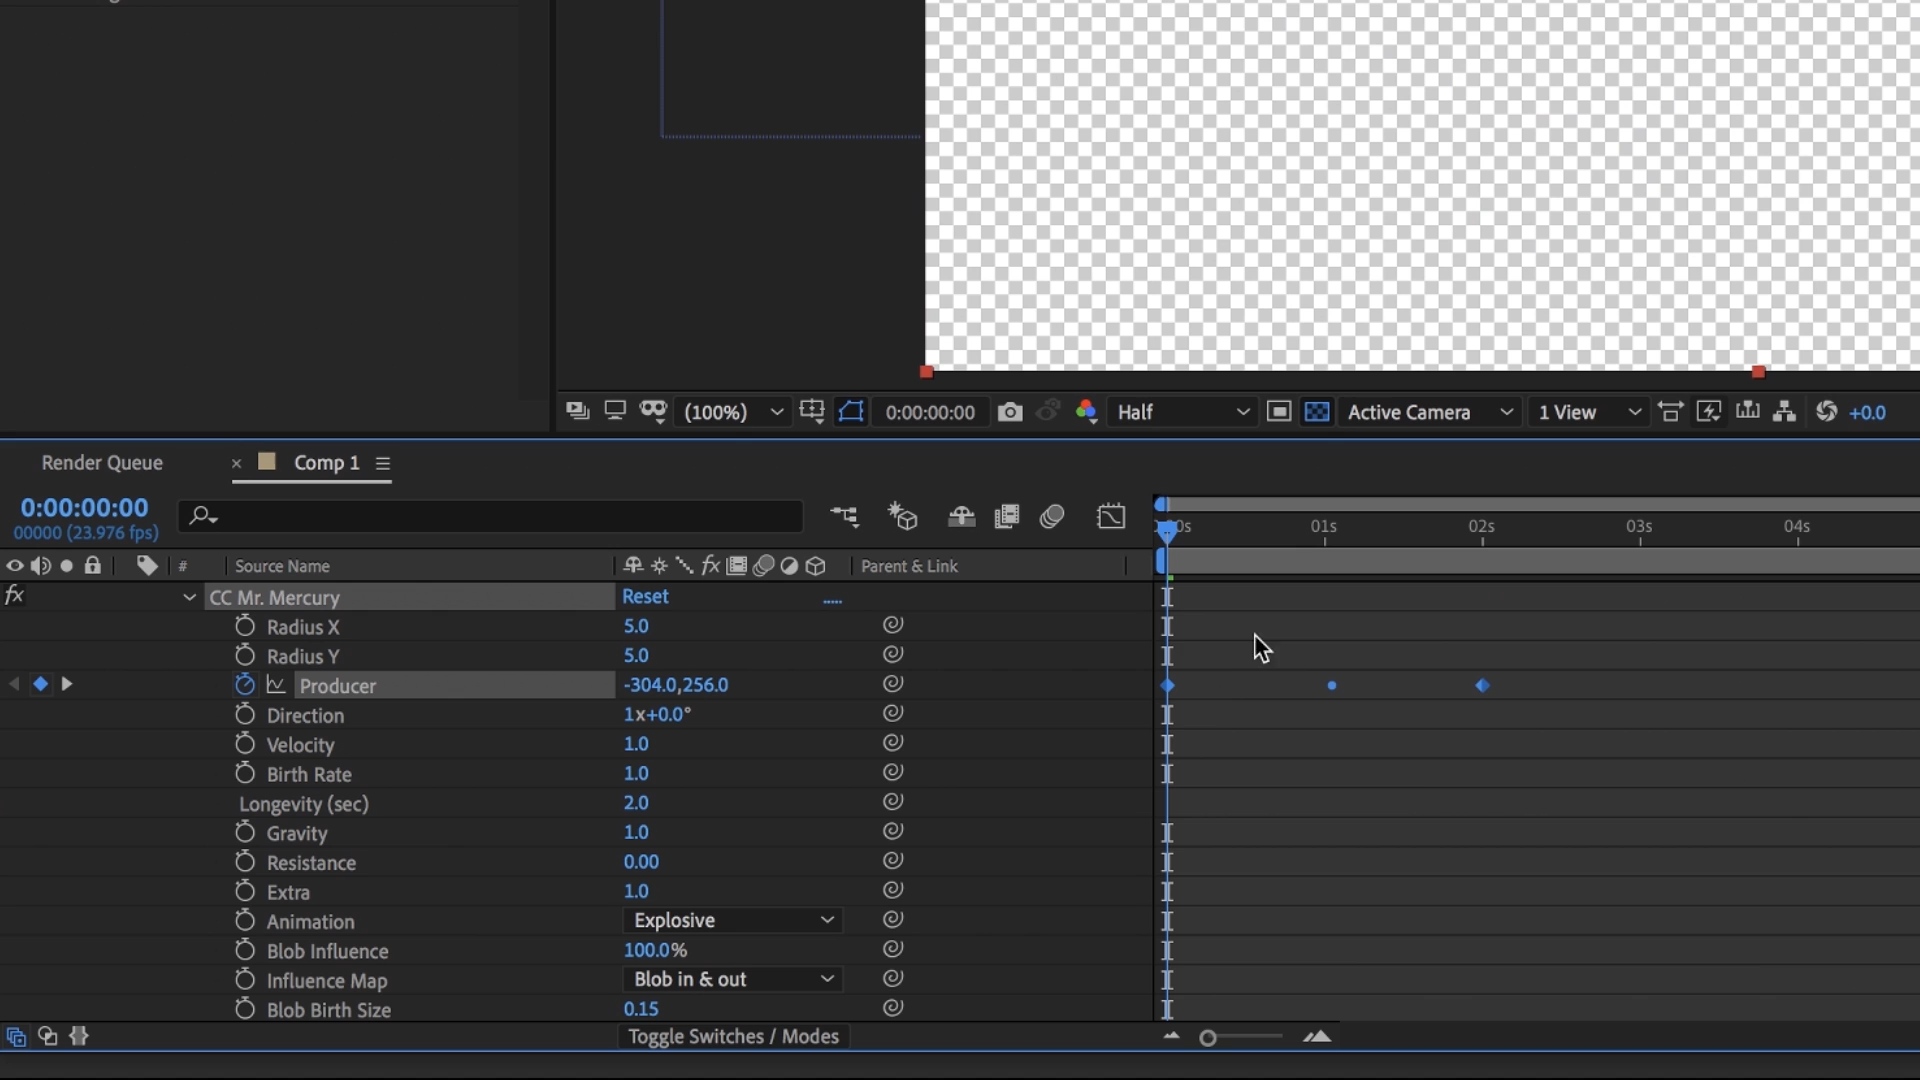 (100%) 0:00:00:00 Half Active Camera 1 View +0.0
Render Queue × Comp 1
0:00:00:00
00000 (23.976 fps)
0s 01s 02s 03s 04s
# Source Name fx Parent & Link
fx CC Mr. Mercury Reset .....
Radius X 5.0
Radius Y 5.0
Producer -304.0,256.0
Direction 1x+0.0°
Velocity 1.0
Birth Rate 1.0
Longevity (sec) 2.0
Gravity 1.0
Resistance 0.00
Extra 1.0
Animation Explosive
Blob Influence 100.0%
Influence Map Blob in & out
Blob Birth Size 0.15
Toggle Switches / Modes